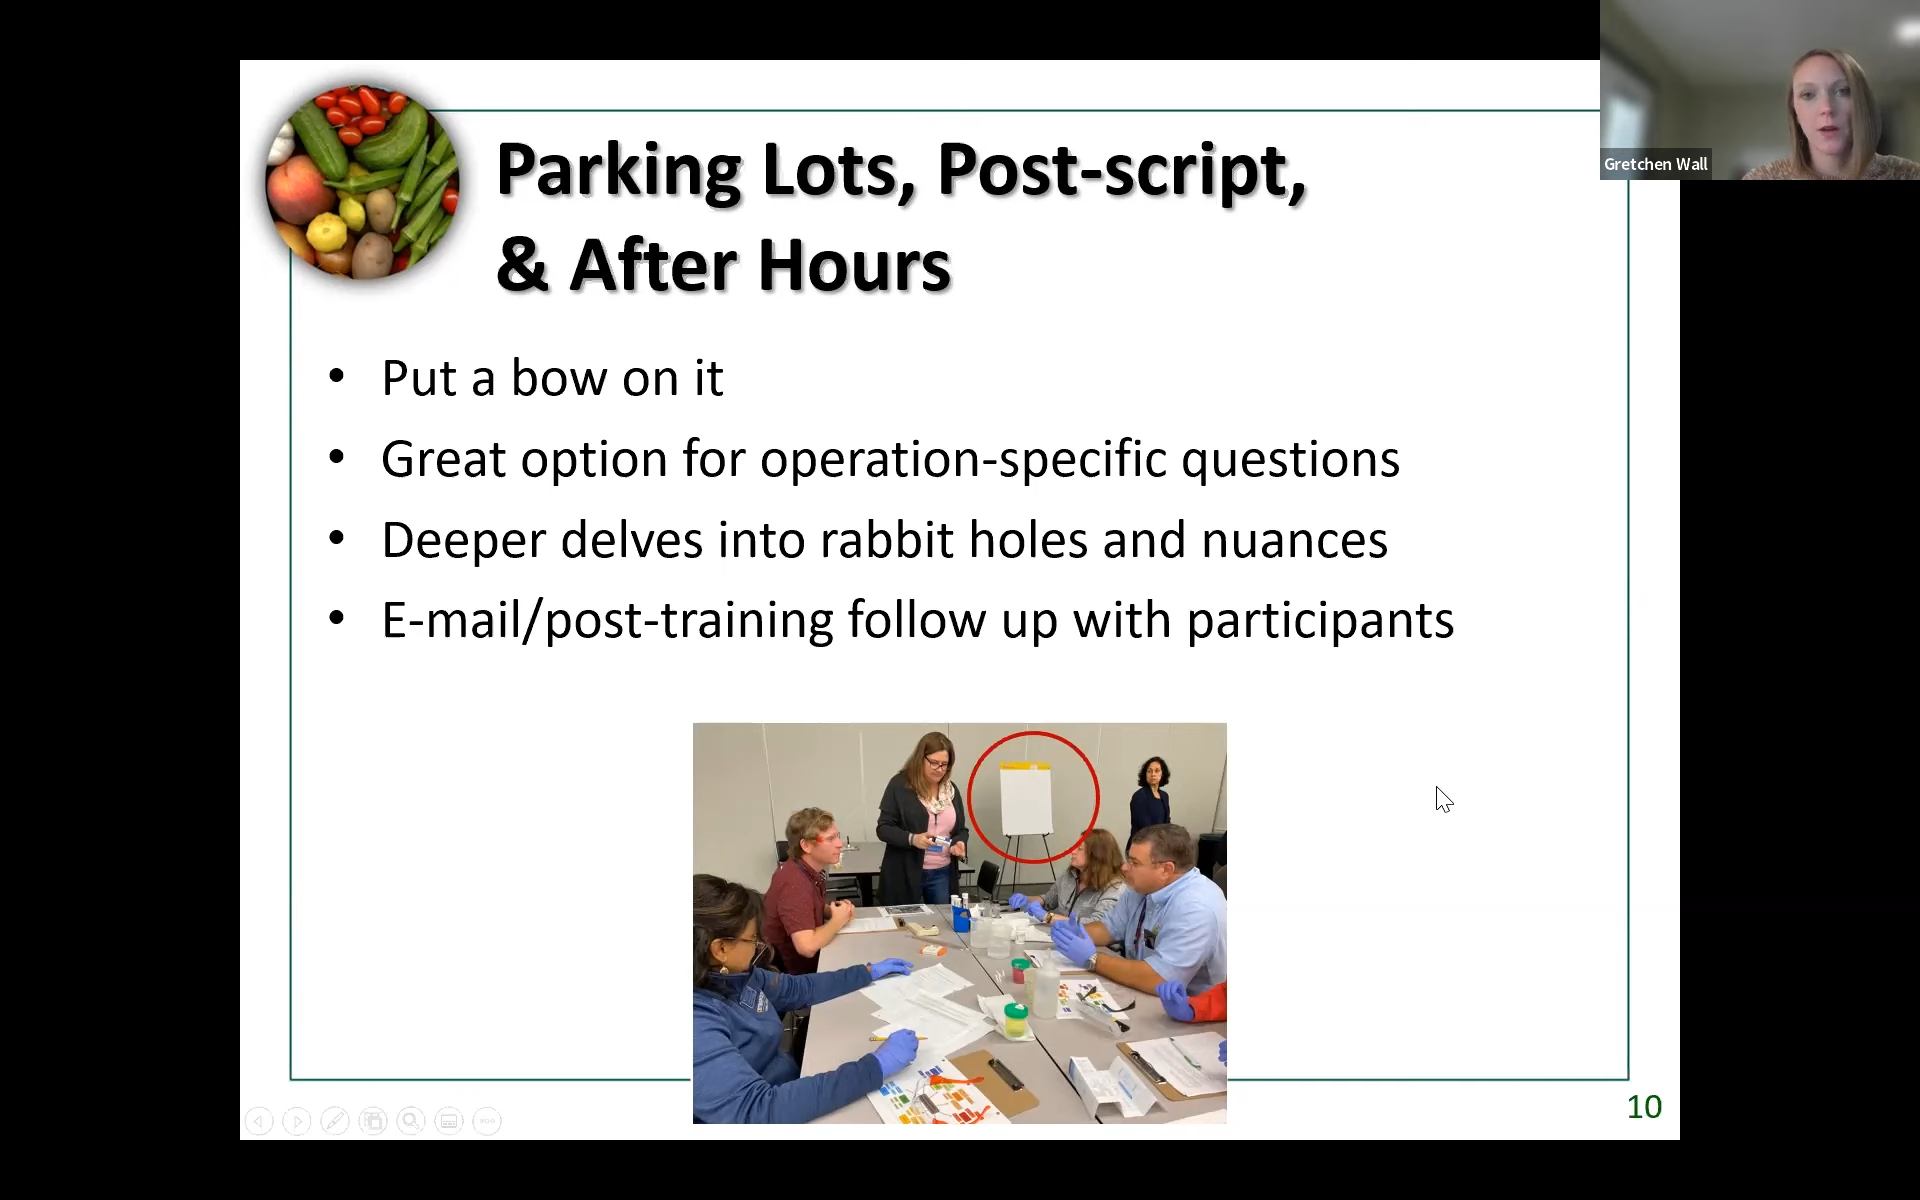 Parking Lots, Post-script,
& After Hours
• Put a bow on it
• Great option for operation-specific questions
• Deeper delves into rabbit holes and nuances
• E-mail/post-training follow up with participants
10
Gretchen Wall